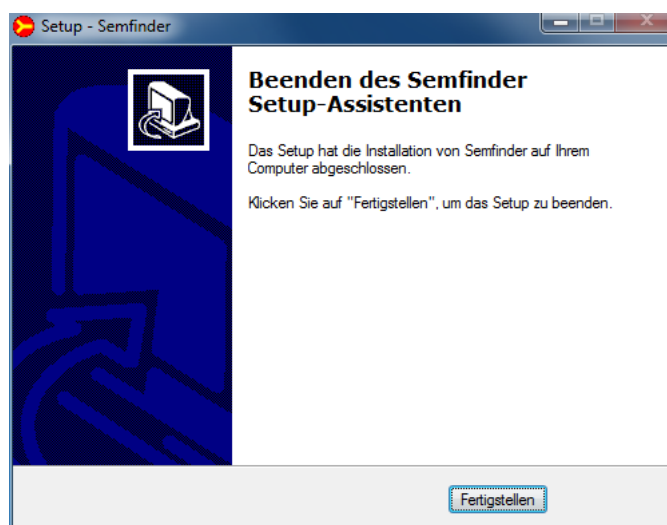 Setup - Semfinder
Beenden des Semfinder
Setup-Assistenten
Das Setup hat die Installation von Semfinder auf Ihrem
Computer abgeschlossen.
Klicken Sie auf "Fertigstellen", um das Setup zu beenden.
Fertigstellen